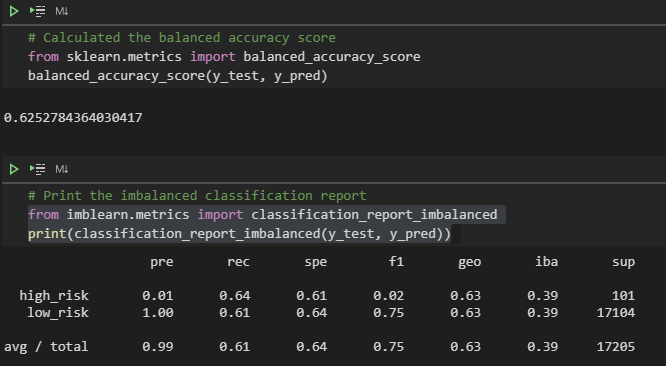 M↓
# Calculated the balanced accuracy score
from sklearn.metrics import balanced_accuracy_score
balanced_accuracy_score(y_test, y_pred)
0.6252784364030417
M↓
# Print the imbalanced classification report
from imblearn.metrics import classification_report_imbalanced
print(classification_report_imbalanced(y_test, y_pred))
pre rec spe f1 geo iba sup
high_risk 0.01 0.64 0.61 0.02 0.63 0.39 101
low_risk 1.00 0.61 0.64 0.75 0.63 0.39 17104
avg / total 0.99 0.61 0.64 0.75 0.63 0.39 17205